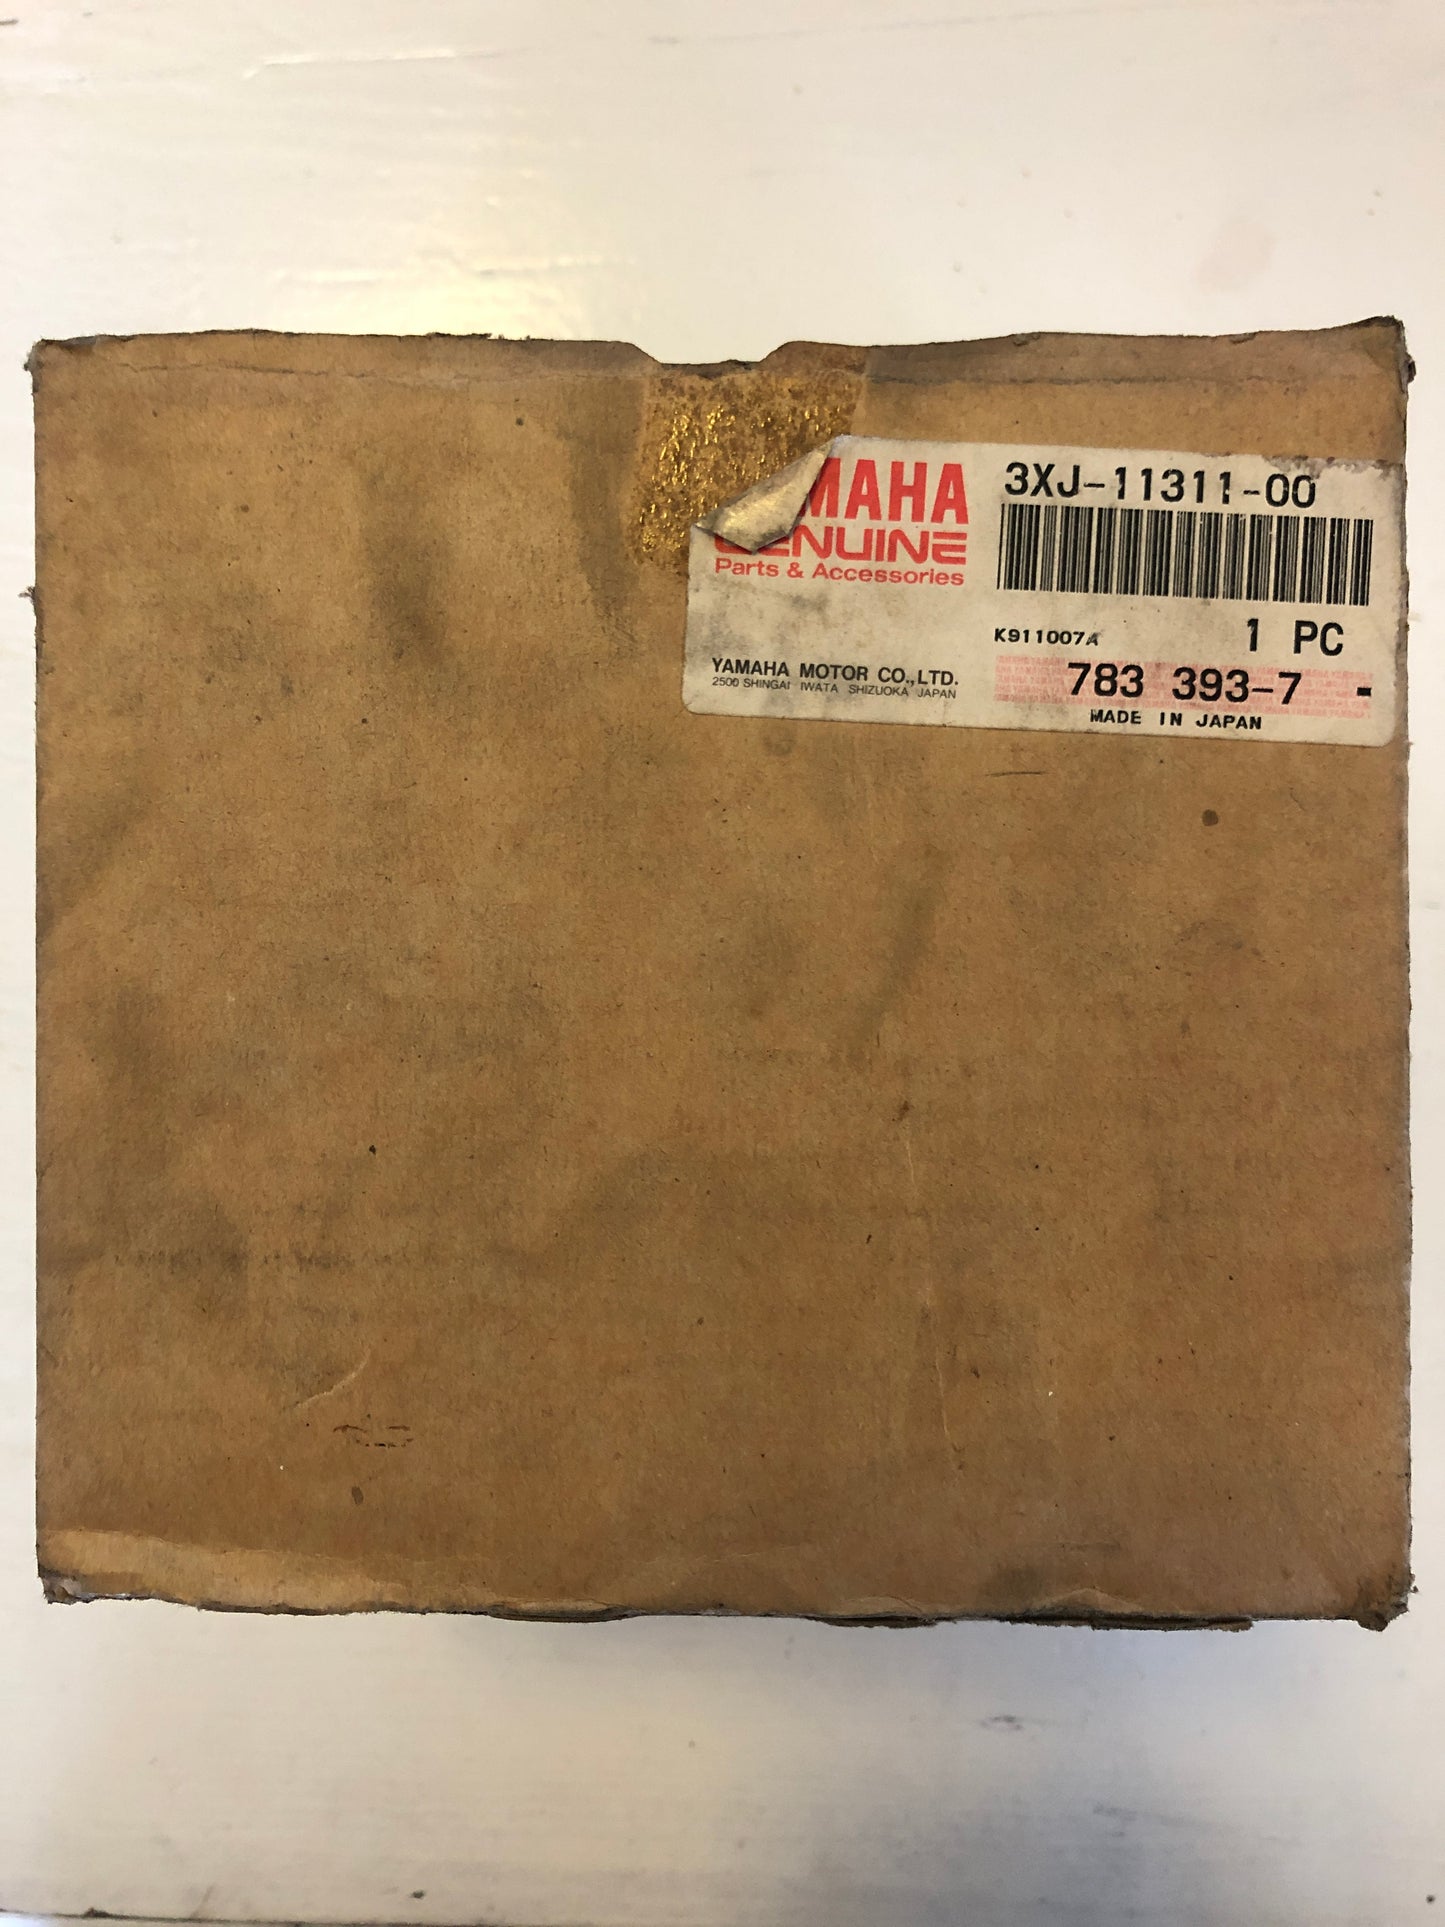 MAHA
GENUINE
Parts & Accessories
YAMAHA MOTOR CO.,LTD.
2500 SHINGAI IWATA SHIZUOKA JAPAN
3XJ-11311-00
K911007A
1 PC
783 393-7 -
MADE IN JAPAN